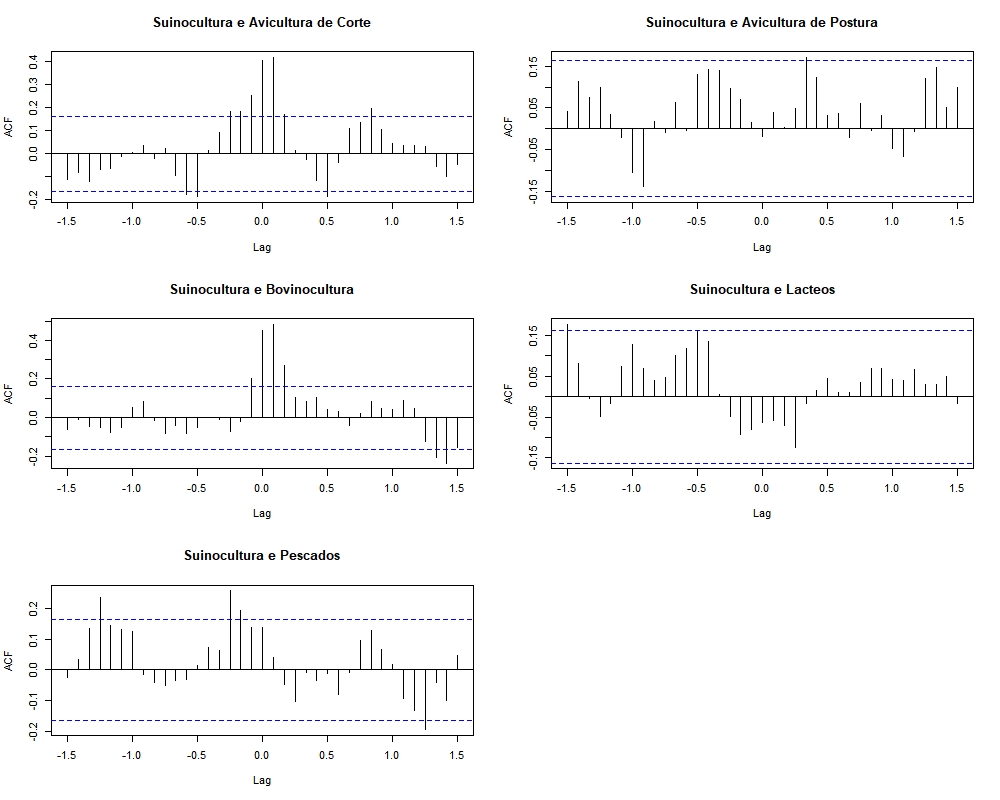 Suinocultura e Avicultura de Corte
ACF
0.4
0.3
0.2
0.1
0.0
-0.2
-1.5 -1.0 -0.5 0.0 0.5 1.0 1.5
Lag
Suinocultura e Avicultura de Postura
ACF
0.15
0.05
-0.05
-0.15
-1.5 -1.0 -0.5 0.0 0.5 1.0 1.5
Lag
Suinocultura e Bovinocultura
ACF
0.4
0.2
0.0
-0.2
-1.5 -1.0 -0.5 0.0 0.5 1.0 1.5
Lag
Suinocultura e Lacteos
ACF
0.15
0.05
-0.05
-0.15
-1.5 -1.0 -0.5 0.0 0.5 1.0 1.5
Lag
Suinocultura e Pescados
ACF
0.2
0.1
0.0
-0.1
-0.2
-1.5 -1.0 -0.5 0.0 0.5 1.0 1.5
Lag